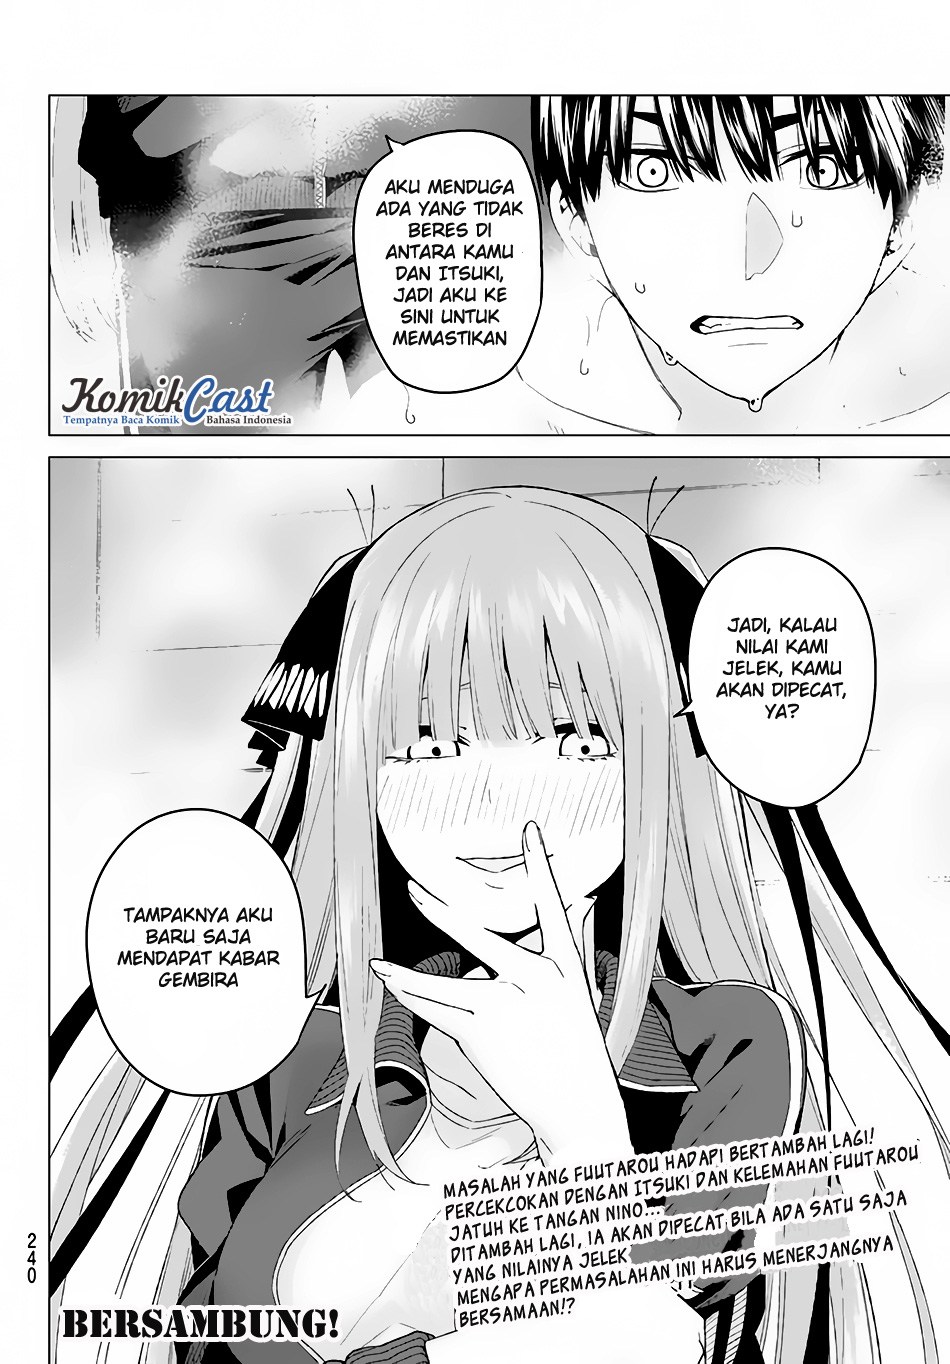 AKU MENDUGA
ADA YANG TIDAK
BERES DI
ANTARA KAMU
DAN ITSUKI,
JADI AKU KE
SINI UNTUK
MEMASTIKAN
KomikCast
Tempatnya Baca Komik Bahasa Indonesia
JADI, KALAU
NILAI KAMI
JELEK, KAMU
AKAN DIPECAT,
YA?
TAMPAKNYA AKU
BARU SAJA
MENDAPAT KABAR
GEMBIRA
MASALAH YANG FUUTAROU HADAPI BERTAMBAH LAGI!
PERCEKCOKAN DENGAN ITSUKI DAN KELEMAHAN FUUTAROU
JATUH KE TANGAN NINO...
DITAMBAH LAGI, IA AKAN DIPECAT BILA ADA SATU SAJA
YANG NILAINYA JELEK
MENGAPA PERMASALAHAN INI HARUS MENERJANGNYA
BERSAMAAN!?
240
BERSAMBUNG!